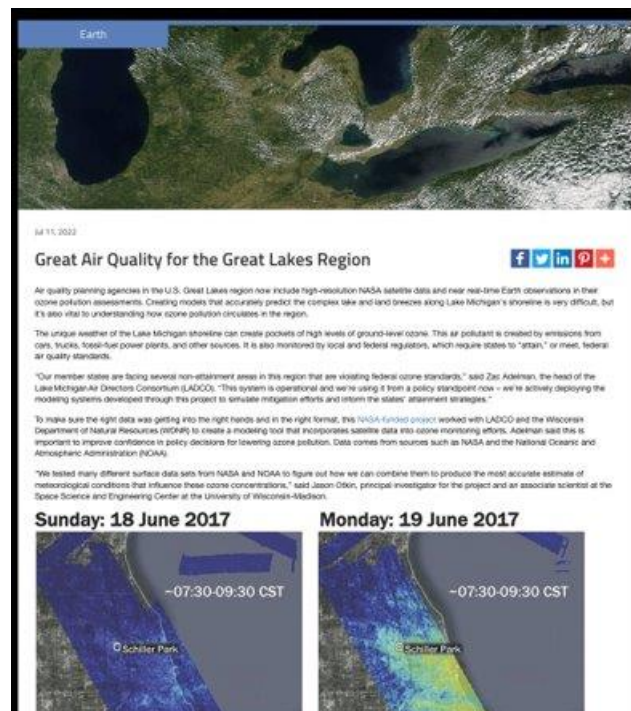 Earth
Jul 11, 2022
Great Air Quality for the Great Lakes Region
Air quality planning agencies in the U.S. Great Lakes region now include high-resolution NASA satellite data and near real-time Earth observations in their
ozone pollution assessments. Creating models that accurately predict the complex lake and land breezes along Lake Michigan's shoreline is very difficult, but
it's also vital to understanding how ozone pollution circulates in the region.
The unique weather of the Lake Michigan shoreline can create pockets of high levels of ground-level ozone. This air pollutant is created by emissions from
cars, trucks, fossil-fuel power plants, and other sources. It is also monitored by local and federal regulators, which require states to "attain," or meet, federal
air quality standards.
"Our member states are facing several non-attainment areas in this region that are violating federal ozone standards," said Zac Adelman, the head of the
Lake Michigan Air Directors Consortium (LADCO). "This system is operational and we're using it from a policy standpoint now – we're actively deploying the
modeling systems developed through this project to simulate mitigation efforts and inform the states' attainment strategies."
To make sure the right data was getting into the right hands and in the right format, this NASA-funded project worked with LADCO and the Wisconsin
Department of Natural Resources (WDNR) to create a modeling tool that incorporates satellite data into ozone monitoring efforts. Adelman said this is
important to improve confidence in policy decisions for lowering ozone pollution. Data comes from sources such as NASA and the National Oceanic and
Atmospheric Administration (NOAA).
"We tested many different surface data sets from NASA and NOAA to figure out how we can combine them to produce the most accurate estimate of
meteorological conditions that influence these ozone concentrations," said Jason Otkin, principal investigator for the project and an associate scientist at the
Space Science and Engineering Center at the University of Wisconsin-Madison.
Sunday: 18 June 2017
Monday: 19 June 2017
~07:30-09:30 CST
~07:30-09:30 CST
Schiller Park
Schiller Park